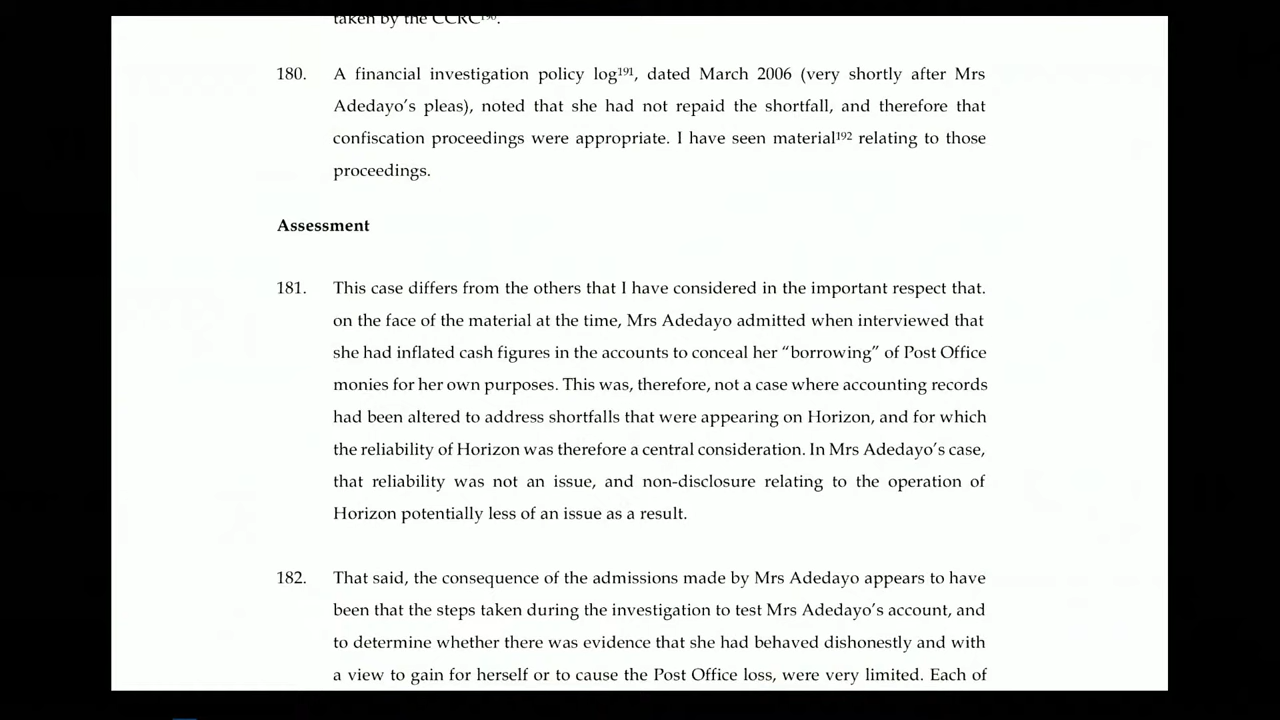 taken by the CCRC¹⁹⁰.
180. A financial investigation policy log¹⁹¹, dated March 2006 (very shortly after Mrs
Adedayo’s pleas), noted that she had not repaid the shortfall, and therefore that
confiscation proceedings were appropriate. I have seen material¹⁹² relating to those
proceedings.
Assessment
181. This case differs from the others that I have considered in the important respect that.
on the face of the material at the time, Mrs Adedayo admitted when interviewed that
she had inflated cash figures in the accounts to conceal her “borrowing” of Post Office
monies for her own purposes. This was, therefore, not a case where accounting records
had been altered to address shortfalls that were appearing on Horizon, and for which
the reliability of Horizon was therefore a central consideration. In Mrs Adedayo’s case,
that reliability was not an issue, and non-disclosure relating to the operation of
Horizon potentially less of an issue as a result.
182. That said, the consequence of the admissions made by Mrs Adedayo appears to have
been that the steps taken during the investigation to test Mrs Adedayo’s account, and
to determine whether there was evidence that she had behaved dishonestly and with
a view to gain for herself or to cause the Post Office loss, were very limited. Each of